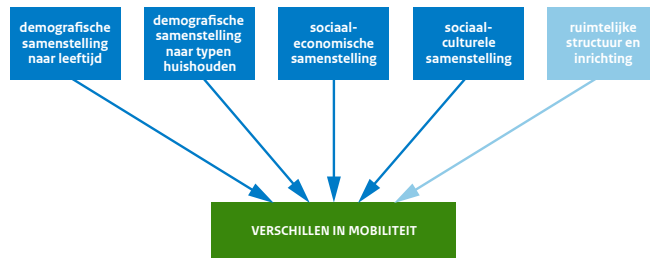 demografische
samenstelling
naar leeftijd
demografische
samenstelling
naar typen
huishouden
sociaal-
economische
samenstelling
sociaal-
culturele
samenstelling
ruimtelijke
structuur en
inrichting
VERSCHILLEN IN MOBILITEIT